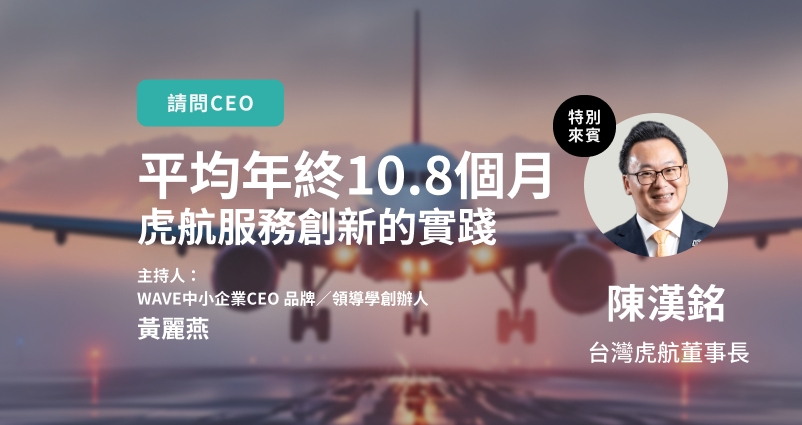 請問CEO
平均年終10.8個月
虎航服務創新的實踐
主持人：
WAVE中小企業CEO 品牌／領導學創辦人
黃麗燕
特別
來賓
陳漢銘
台灣虎航董事長